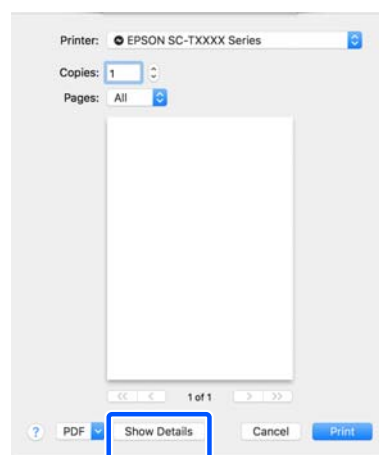 Printer: EPSON SC-TXXXX Series
Copies: 1
Pages: All
<< < 1 of 1 > >>
? PDF Show Details Cancel Print